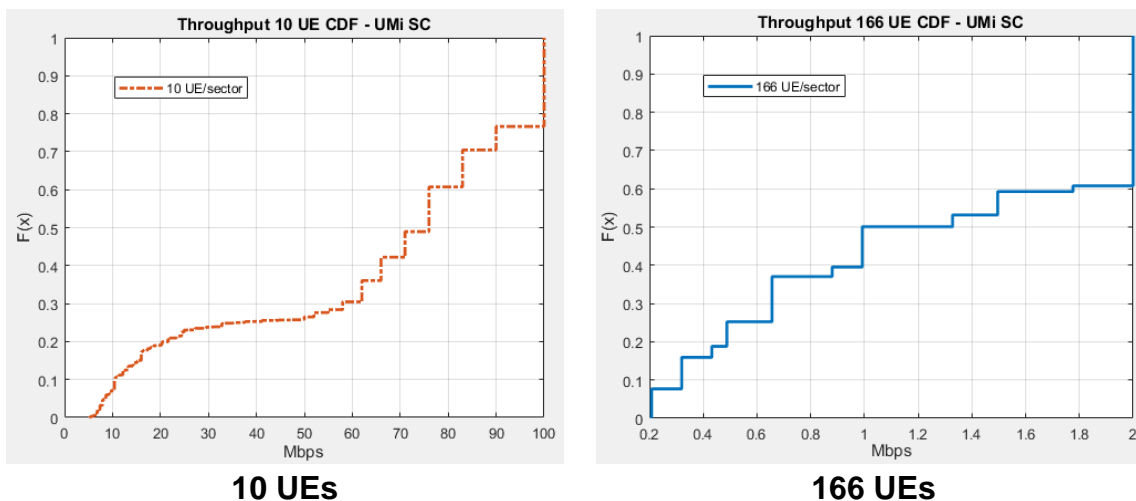 Throughput 10 UE CDF - UMi SC
1
0.9
0.8
0.7
0.6
0.5
0.4
0.3
0.2
0.1
0
F(x)
10 UE/sector
0 10 20 30 40 50 60 70 80 90 100
Mbps
10 UEs
Throughput 166 UE CDF - UMi SC
1
0.9
0.8
0.7
0.6
0.5
0.4
0.3
0.2
0.1
0
F(x)
166 UE/sector
0.2 0.4 0.6 0.8 1 1.2 1.4 1.6 1.8 2
Mbps
166 UEs